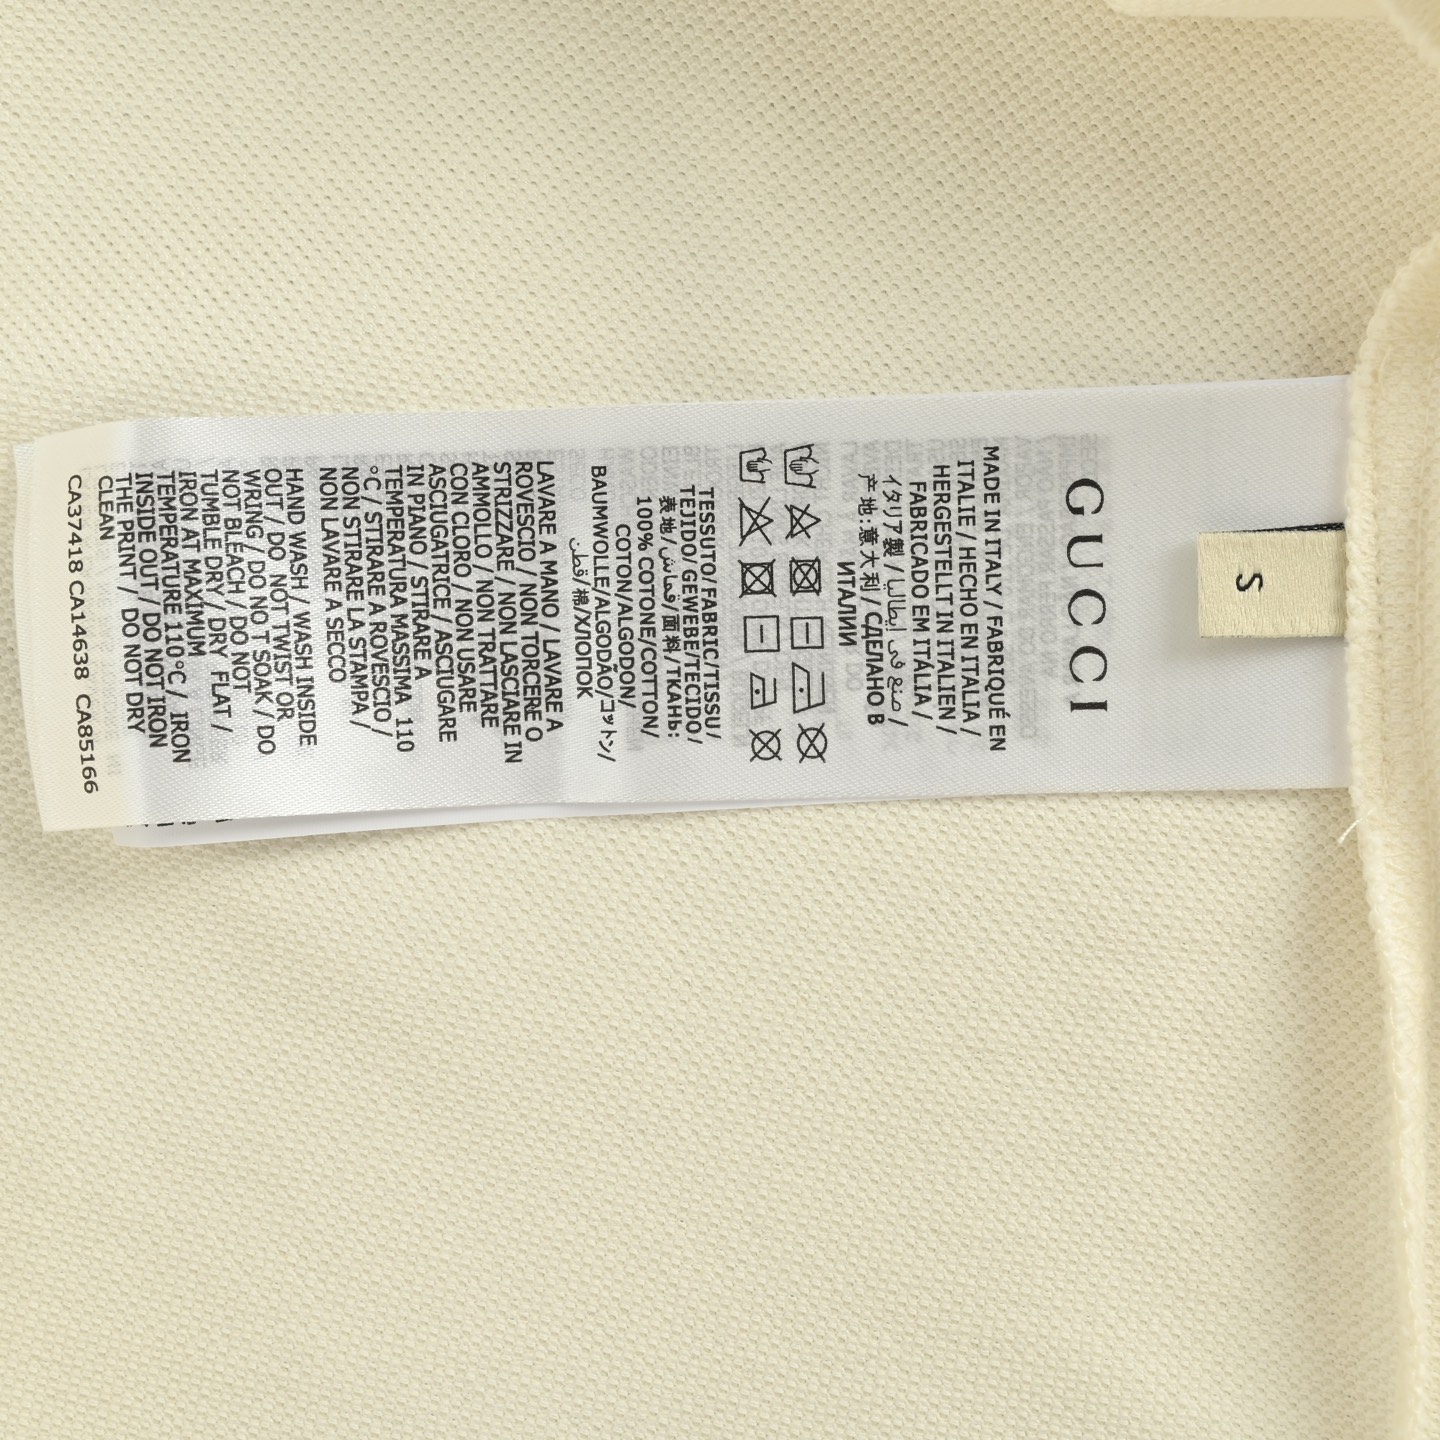 S
GUCCI
MADE IN ITALY / FABRIQUÉ EN
ITALIE / HECHO EN ITALIA /
HERGESTELLT IN ITALIEN /
FABRICADO EM ITÁLIA /
イタリア製 / صنع في إيطاليا /
产地:意大利 / СДЕЛАНО В
ИТАЛИИ
TESSUTO/FABRIC/TISSU/
TEJIDO/GEWEBE/TECIDO/
表地/قماش/面料/ТКАНЬ:
100% COTONE/COTTON/
COTON/ALGODON/
BAUMWOLLE/ALGODÃO/コットン/
قطن/棉/ХЛОПОК
LAVARE A MANO / LAVARE A
ROVESCIO / NON TORCERE O
STRIZZARE / NON LASCIARE IN
AMMOLLO / NON TRATTARE
CON CLORO / NON USARE
ASCIUGATRICE / ASCIUGARE
IN PIANO / STIRARE A
TEMPERATURA MASSIMA 110
°C / STIRARE A ROVESCIO /
NON STIRARE LA STAMPA /
NON LAVARE A SECCO
HAND WASH / WASH INSIDE
OUT / DO NOT TWIST OR
WRING / DO NO T SOAK / DO
NOT BLEACH / DO NOT
TUMBLE DRY / DRY FLAT /
IRON AT MAXIMUM
TEMPERATURE 110°C / IRON
INSIDE OUT / DO NOT IRON
THE PRINT / DO NOT DRY
CLEAN
CA37418 CA14638 CA85166